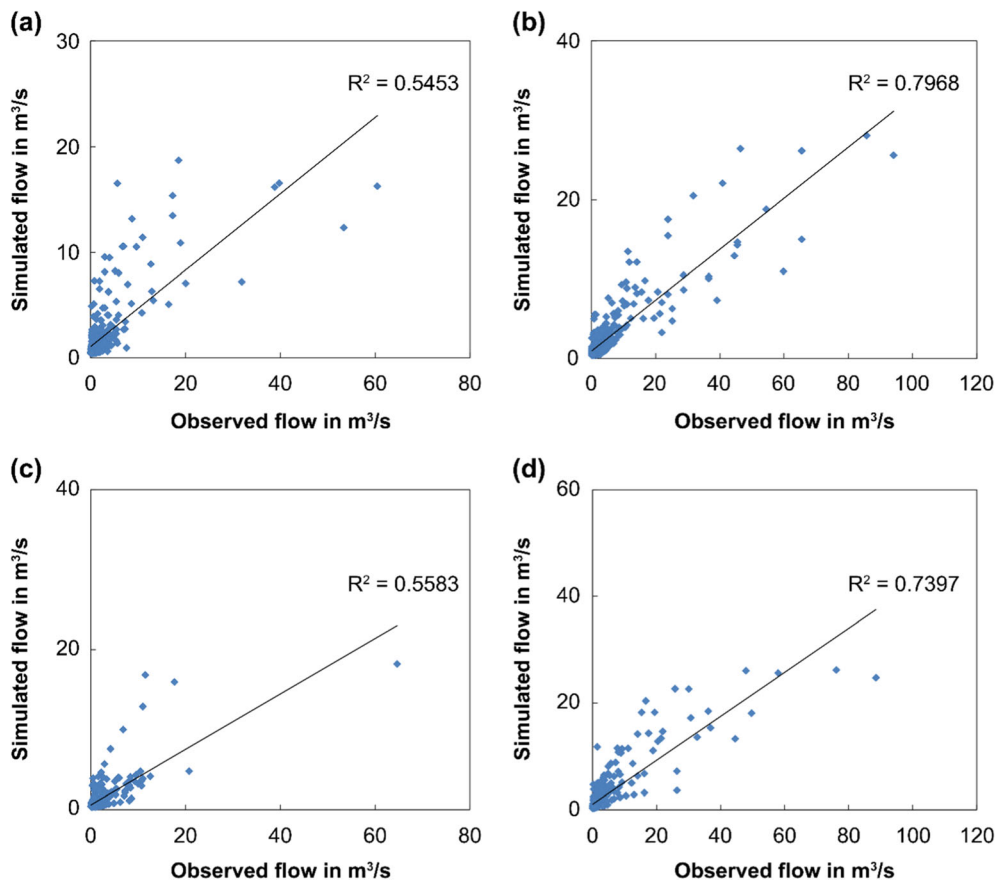 (a)
30
20
10
0
R² = 0.5453
Simulated flow in m³/s
0 20 40 60 80
Observed flow in m³/s
(b)
40
20
0
R² = 0.7968
Simulated flow in m³/s
0 20 40 60 80 100 120
Observed flow in m³/s
(c)
40
20
0
R² = 0.5583
Simulated flow in m³/s
0 20 40 60 80
Observed flow in m³/s
(d)
60
40
20
0
R² = 0.7397
Simulated flow in m³/s
0 20 40 60 80 100 120
Observed flow in m³/s